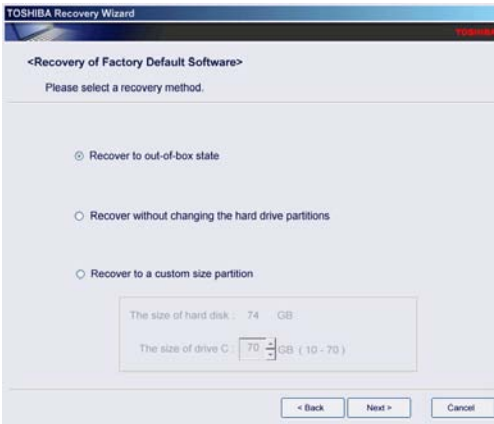 TOSHIBA Recovery Wizard
TOSHIBA
<Recovery of Factory Default Software>
Please select a recovery method.
Recover to out-of-box state
Recover without changing the hard drive partitions
Recover to a custom size partition
The size of hard disk : 74 GB
The size of drive C : 70 GB ( 10 - 70 )
< Back Next > Cancel